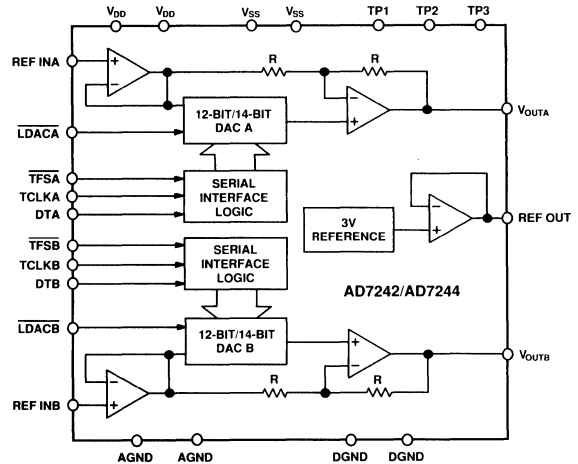 VDD VDD VSS VSS TP1 TP2 TP3
REF INA
+
−
R
R
−
+
VOUTA
12-BIT/14-BIT
DAC A
LDACA
TFSA
TCLKA
DTA
SERIAL
INTERFACE
LOGIC
−
+
REF OUT
3V
REFERENCE
TFSB
TCLKB
DTB
SERIAL
INTERFACE
LOGIC
AD7242/AD7244
LDACB
12-BIT/14-BIT
DAC B
+
−
VOUTB
−
+
R
R
REF INB
AGND AGND DGND DGND